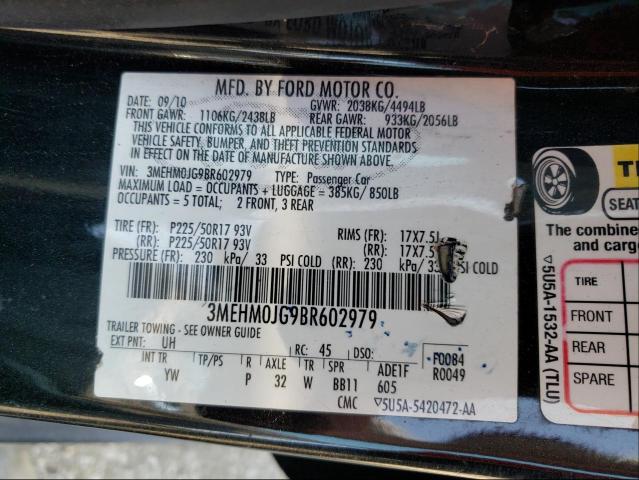 MFD. BY FORD MOTOR CO.
DATE: 09/10 GVWR: 2038KG/4494LB
FRONT GAWR: 1106KG/2438LB REAR GAWR: 933KG/2056LB
THIS VEHICLE CONFORMS TO ALL APPLICABLE FEDERAL MOTOR
VEHICLE SAFETY, BUMPER, AND THEFT PREVENTION STANDARDS
IN EFFECT ON THE DATE OF MANUFACTURE SHOWN ABOVE.
VIN: 3MEHM0JG9BR602979 TYPE: Passenger Car
MAXIMUM LOAD = OCCUPANTS + LUGGAGE = 385KG/ 850LB
OCCUPANTS = 5 TOTAL; 2 FRONT, 3 REAR
TIRE (FR): P225/50R17 93V RIMS (FR): 17X7.5J
(RR): P225/50R17 93V (RR): 17X7.5
PRESSURE (FR): 230 kPa/ 33 PSI COLD (RR): 230 kPa/ 33 PSI COLD
3MEHM0JG9BR602979
TRAILER TOWING - SEE OWNER GUIDE
EXT PNT: UH RC: 45 DSO: F0084
INT TR TP/PS R AXLE TR SPR ADE1F R0049
YW P 32 W BB11 605
CMC ▽5U5A-5420472-AA
SEAT
The combine
and carg
TIRE
FRONT
REAR
SPARE
▽5U5A-1532-AA (TLU)